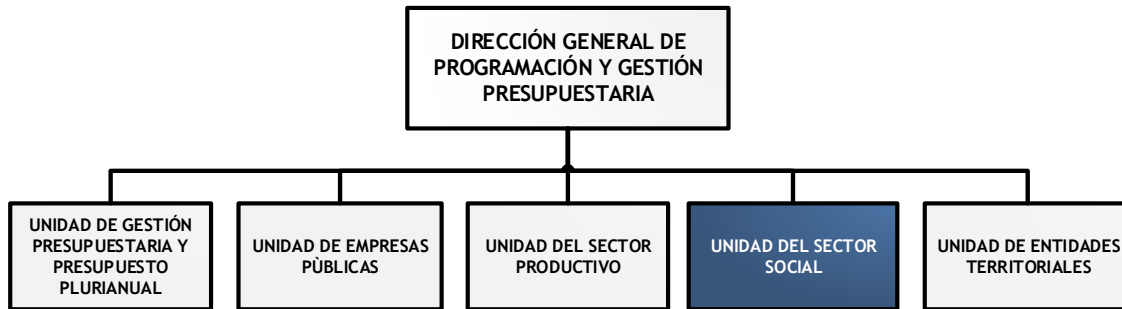 DIRECCIÓN GENERAL DE
PROGRAMACIÓN Y GESTIÓN
PRESUPUESTARIA
UNIDAD DE GESTIÓN
PRESUPUESTARIA Y
PRESUPUESTO
PLURIANUAL
UNIDAD DE EMPRESAS
PÙBLICAS
UNIDAD DEL SECTOR
PRODUCTIVO
UNIDAD DEL SECTOR
SOCIAL
UNIDAD DE ENTIDADES
TERRITORIALES